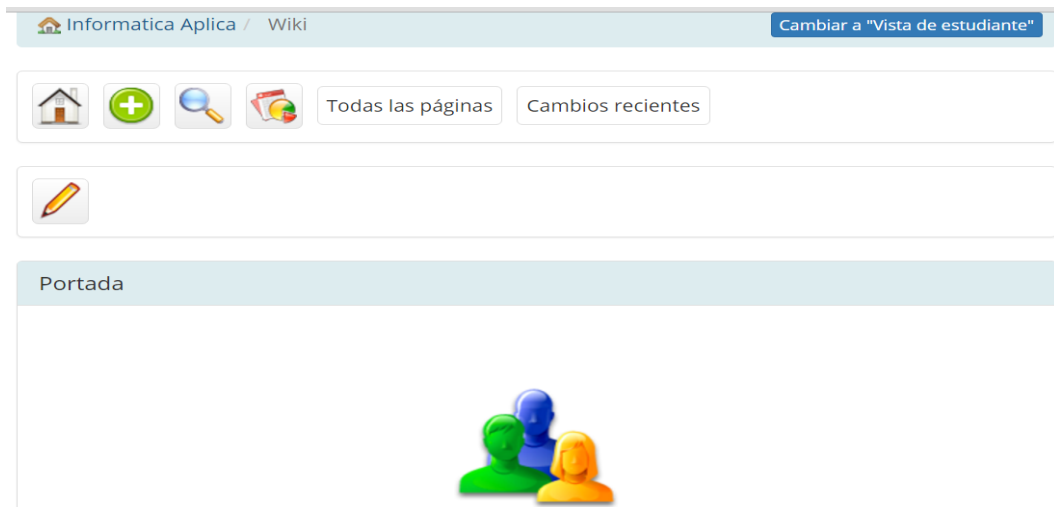 Informatica Aplica / Wiki
Cambiar a "Vista de estudiante"
Todas las páginas
Cambios recientes
Portada